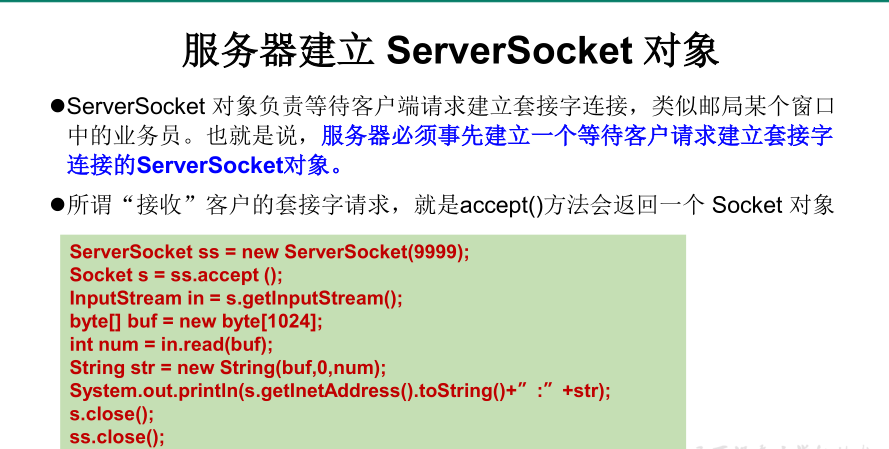 服务器建立 ServerSocket 对象
●ServerSocket 对象负责等待客户端请求建立套接字连接，类似邮局某个窗口
中的业务员。也就是说，服务器必须事先建立一个等待客户请求建立套接字
连接的ServerSocket对象。
●所谓“接收”客户的套接字请求，就是accept()方法会返回一个 Socket 对象
ServerSocket ss = new ServerSocket(9999);
Socket s = ss.accept ();
InputStream in = s.getInputStream();
byte[] buf = new byte[1024];
int num = in.read(buf);
String str = new String(buf,0,num);
System.out.println(s.getInetAddress().toString()+”:”+str);
s.close();
ss.close();